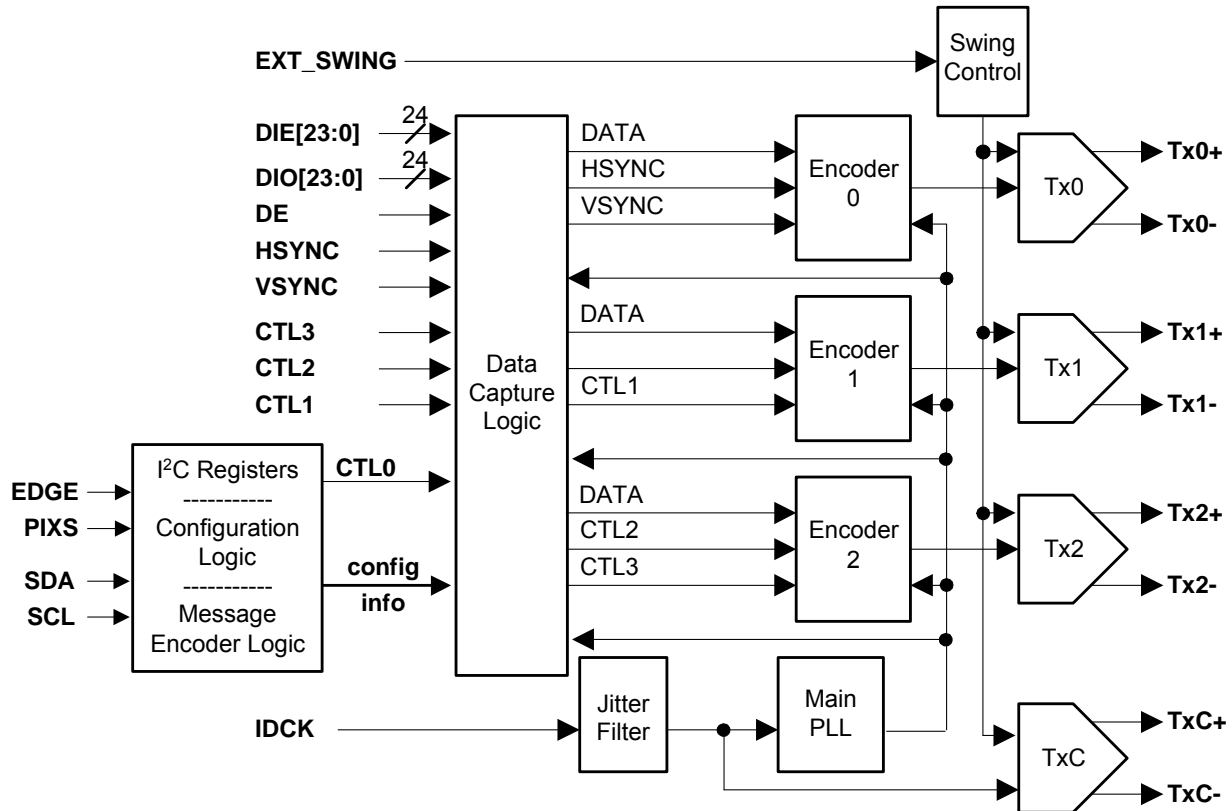 EXT_SWING
Swing
Control
DIE[23:0]
24
DIO[23:0]
24
DE
HSYNC
VSYNC
CTL3
CTL2
CTL1
Data
Capture
Logic
DATA
HSYNC
VSYNC
Encoder
0
Tx0
Tx0+
Tx0-
DATA
CTL1
Encoder
1
Tx1
Tx1+
Tx1-
DATA
CTL2
CTL3
Encoder
2
Tx2
Tx2+
Tx2-
EDGE
PIXS
SDA
SCL
I²C Registers
-----------
Configuration
Logic
-----------
Message
Encoder Logic
CTL0
config
info
IDCK
Jitter
Filter
Main
PLL
TxC
TxC+
TxC-